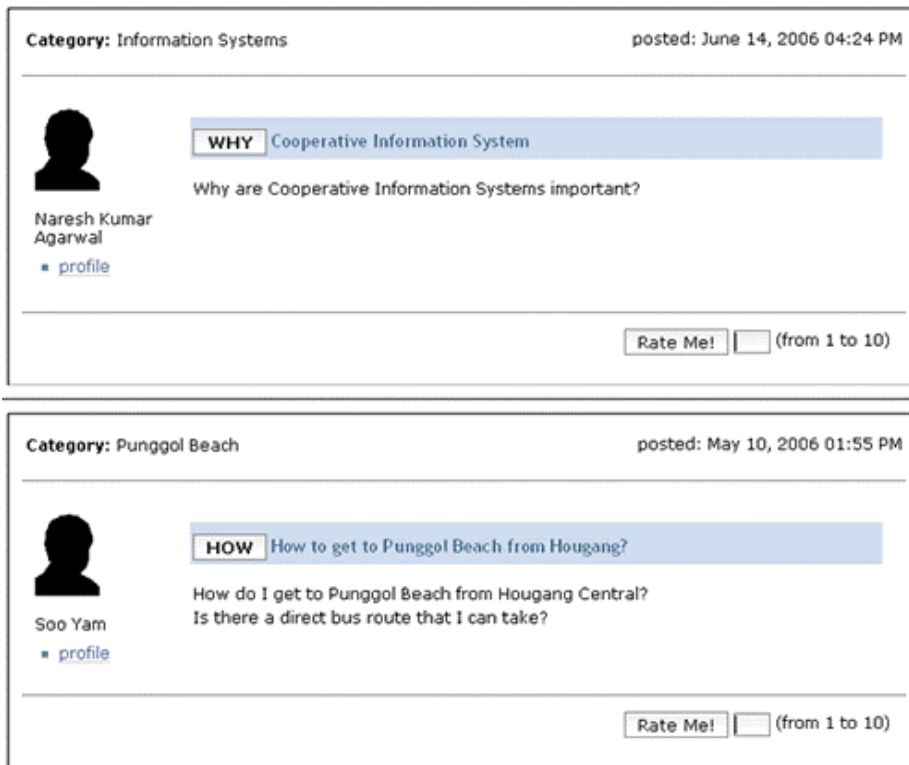 Category: Information Systems posted: June 14, 2006 04:24 PM
WHY Cooperative Information System
Why are Cooperative Information Systems important?
Naresh Kumar
Agarwal
profile
Rate Me! (from 1 to 10)
Category: Punggol Beach posted: May 10, 2006 01:55 PM
HOW How to get to Punggol Beach from Hougang?
How do I get to Punggol Beach from Hougang Central?
Is there a direct bus route that I can take?
Soo Yam
profile
Rate Me! (from 1 to 10)